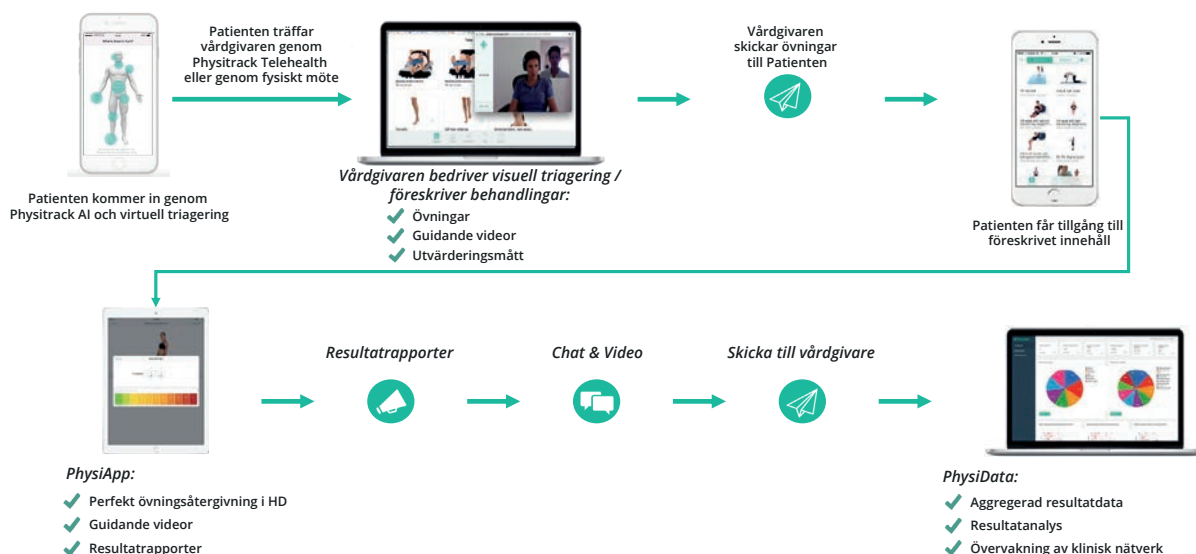 Patienten träffar
vårdgivaren genom
Physitrack Telehealth
eller genom fysiskt möte
Vårdgivaren
skickar övningar
till Patienten
Patienten kommer in genom
Physitrack AI och virtuell triagering
Vårdgivaren bedriver visuell triagering /
föreskriver behandlingar:
Övningar
Guidande videor
Utvärderingsmått
Patienten får tillgång till
föreskrivet innehåll
Resultatrapporter
Chat & Video
Skicka till vårdgivare
PhysiApp:
Perfekt övningsåtergivning i HD
Guidande videor
Resultatrapporter
PhysiData:
Aggregerad resultatdata
Resultatanalys
Övervakning av klinisk nätverk